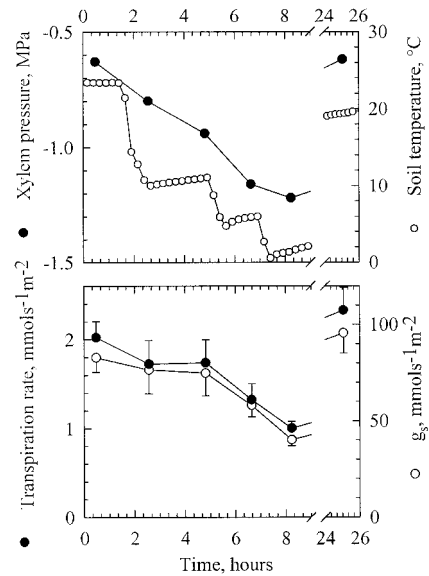 0 2 4 6 8 24 26
-0.5
-1.0
-1.5
● Xylem pressure, MPa
30
20
10
0
○ Soil temperature, °C
2
1
0
● Transpiration rate, mmols-1m-2
100
50
0
○ gs, mmols-1m-2
0 2 4 6 8 24 26
Time, hours